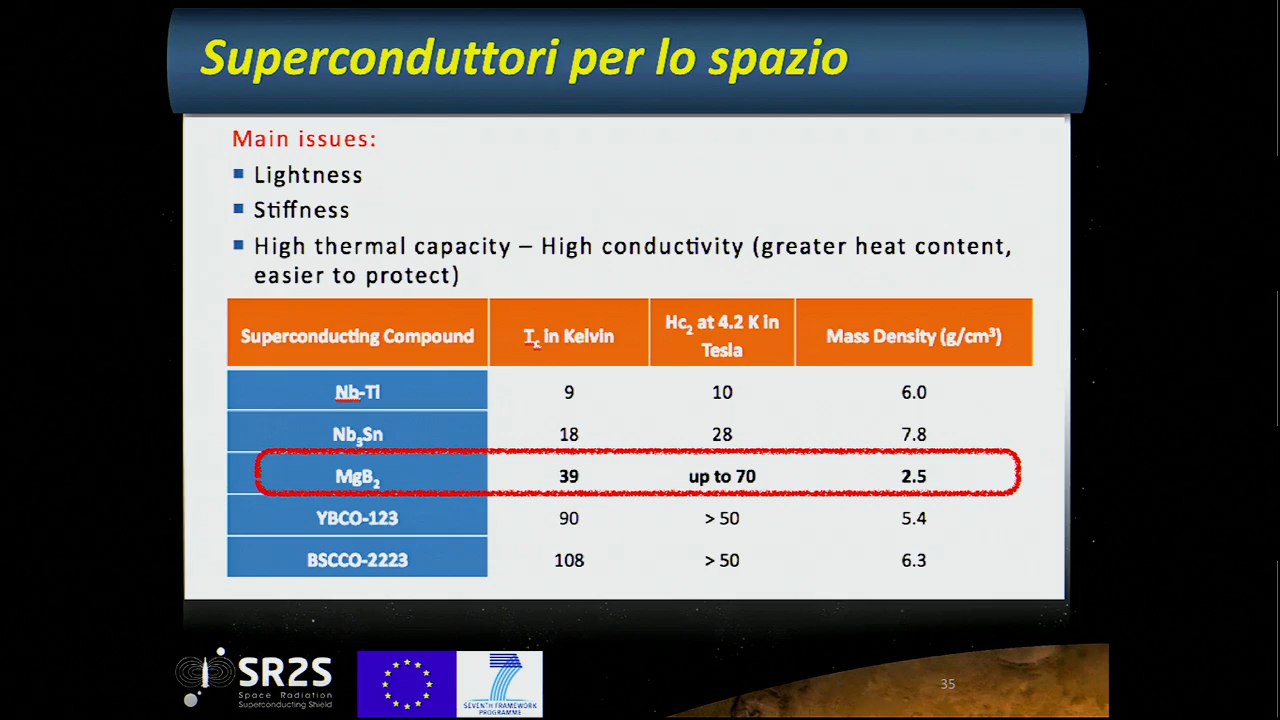 Superconduttori per lo spazio
Main issues:
Lightness
Stiffness
High thermal capacity – High conductivity (greater heat content,
easier to protect)
Superconducting Compound Tc in Kelvin Hc2 at 4.2 K in Tesla Mass Density (g/cm³)
Nb-TI 9 10 6.0
Nb3Sn 18 28 7.8
MgB2 39 up to 70 2.5
YBCO-123 90 > 50 5.4
BSCCO-2223 108 > 50 6.3
SR2S
Space Radiation
Superconducting Shield
7
SEVENTH FRAMEWORK
PROGRAMME
35